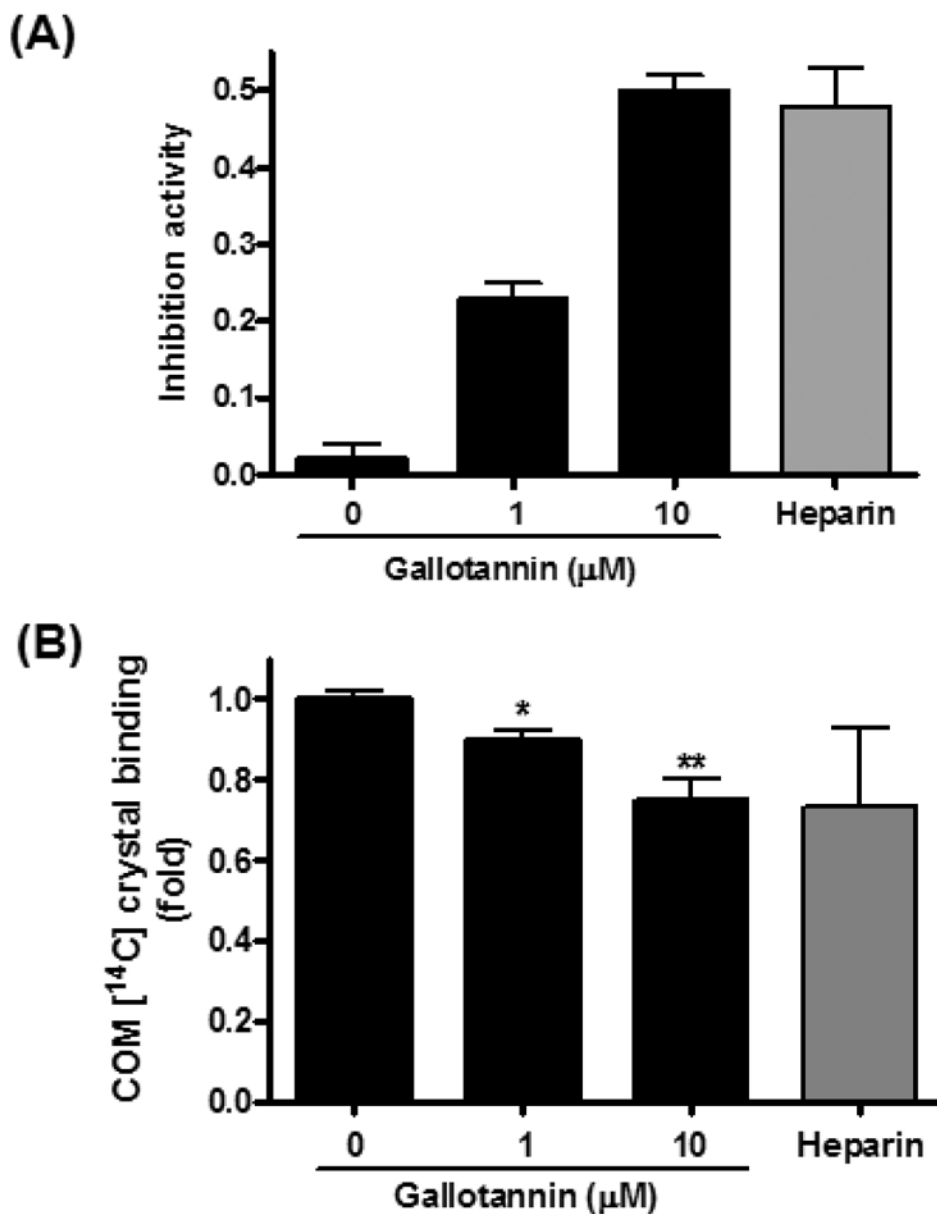 (A)
Inhibition activity
0.5
0.4
0.3
0.2
0.1
0.0
0 1 10 Heparin
Gallotannin (μM)
(B)
COM [¹⁴C] crystal binding
(fold)
1.0
0.8
0.6
0.4
0.2
0.0
*
**
0 1 10 Heparin
Gallotannin (μM)